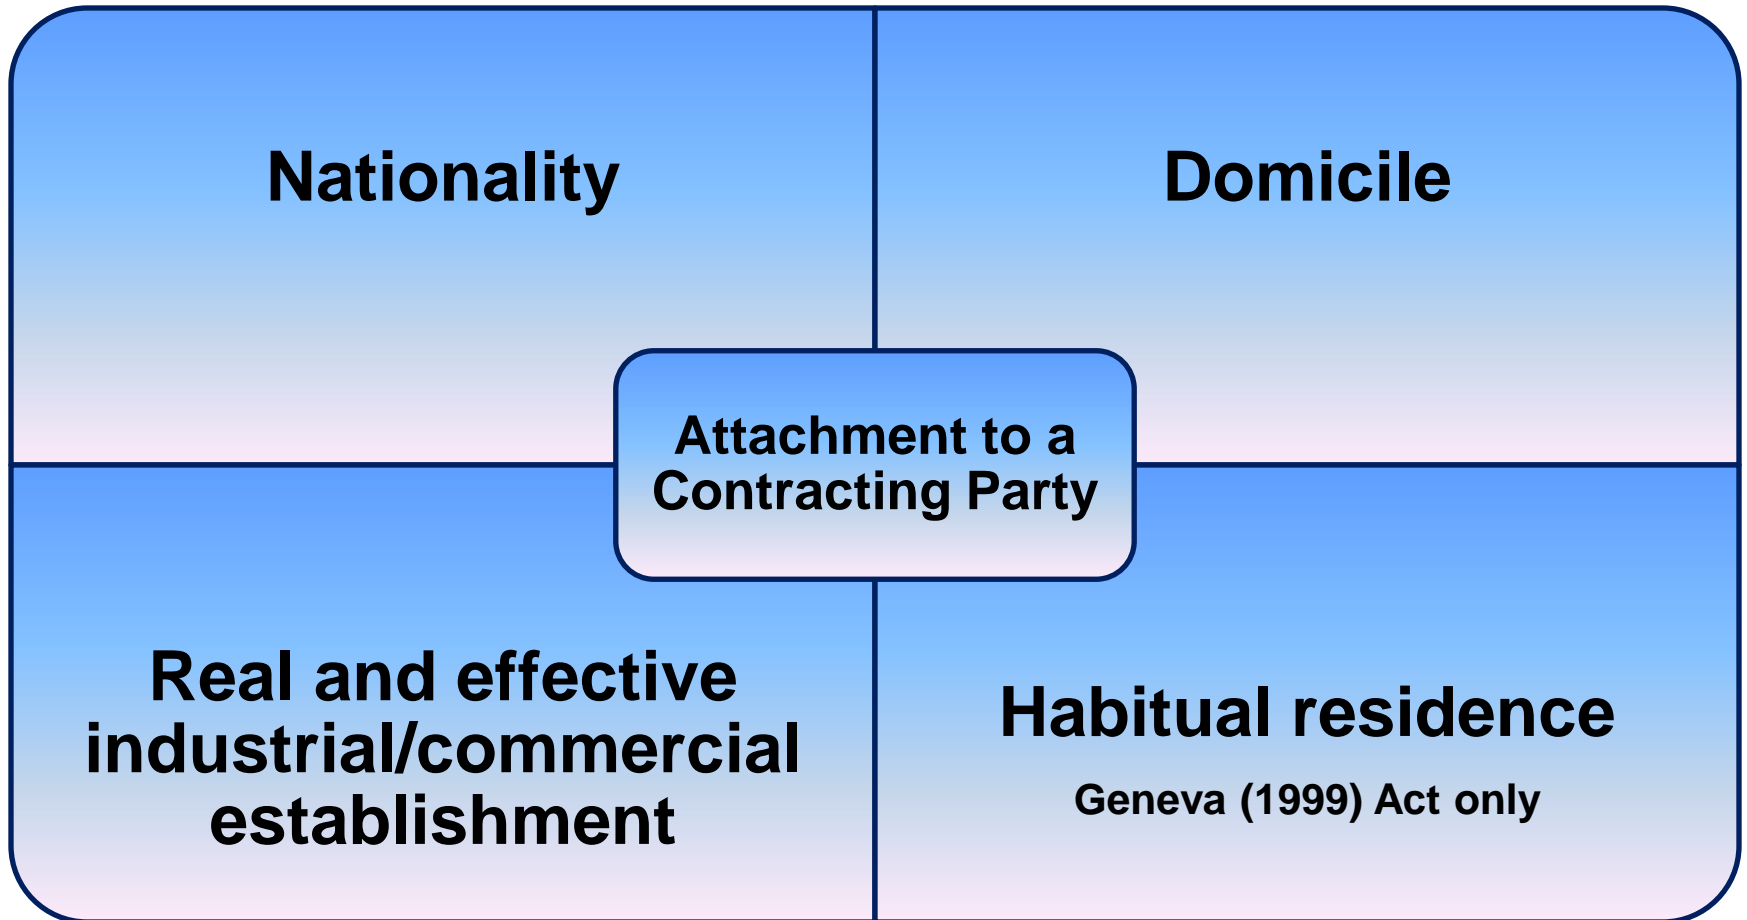 Nationality
Domicile
Attachment to a
Contracting Party
Real and effective
industrial/commercial
establishment
Habitual residence
Geneva (1999) Act only